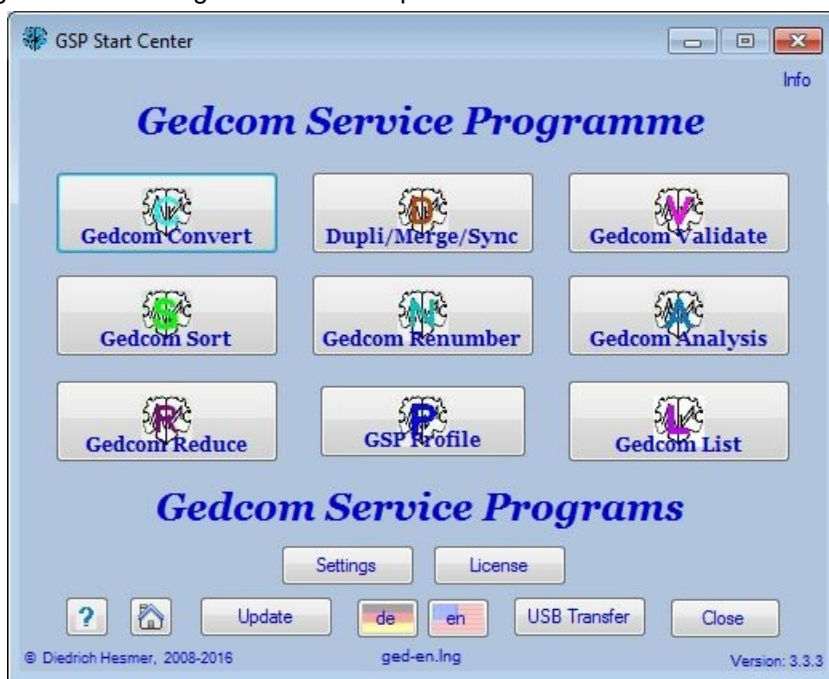 GSP Start Center
Info
Gedcom Service Programme
C D V
Gedcom Convert Dupli/Merge/Sync Gedcom Validate
S N A
Gedcom Sort Gedcom Renumber Gedcom Analysis
R P L
Gedcom Reduce GSP Profile Gedcom List
Gedcom Service Programs
Settings License
? Update de en USB Transfer Close
© Diedrich Hesmer, 2008-2016 ged-en.lng Version: 3.3.3